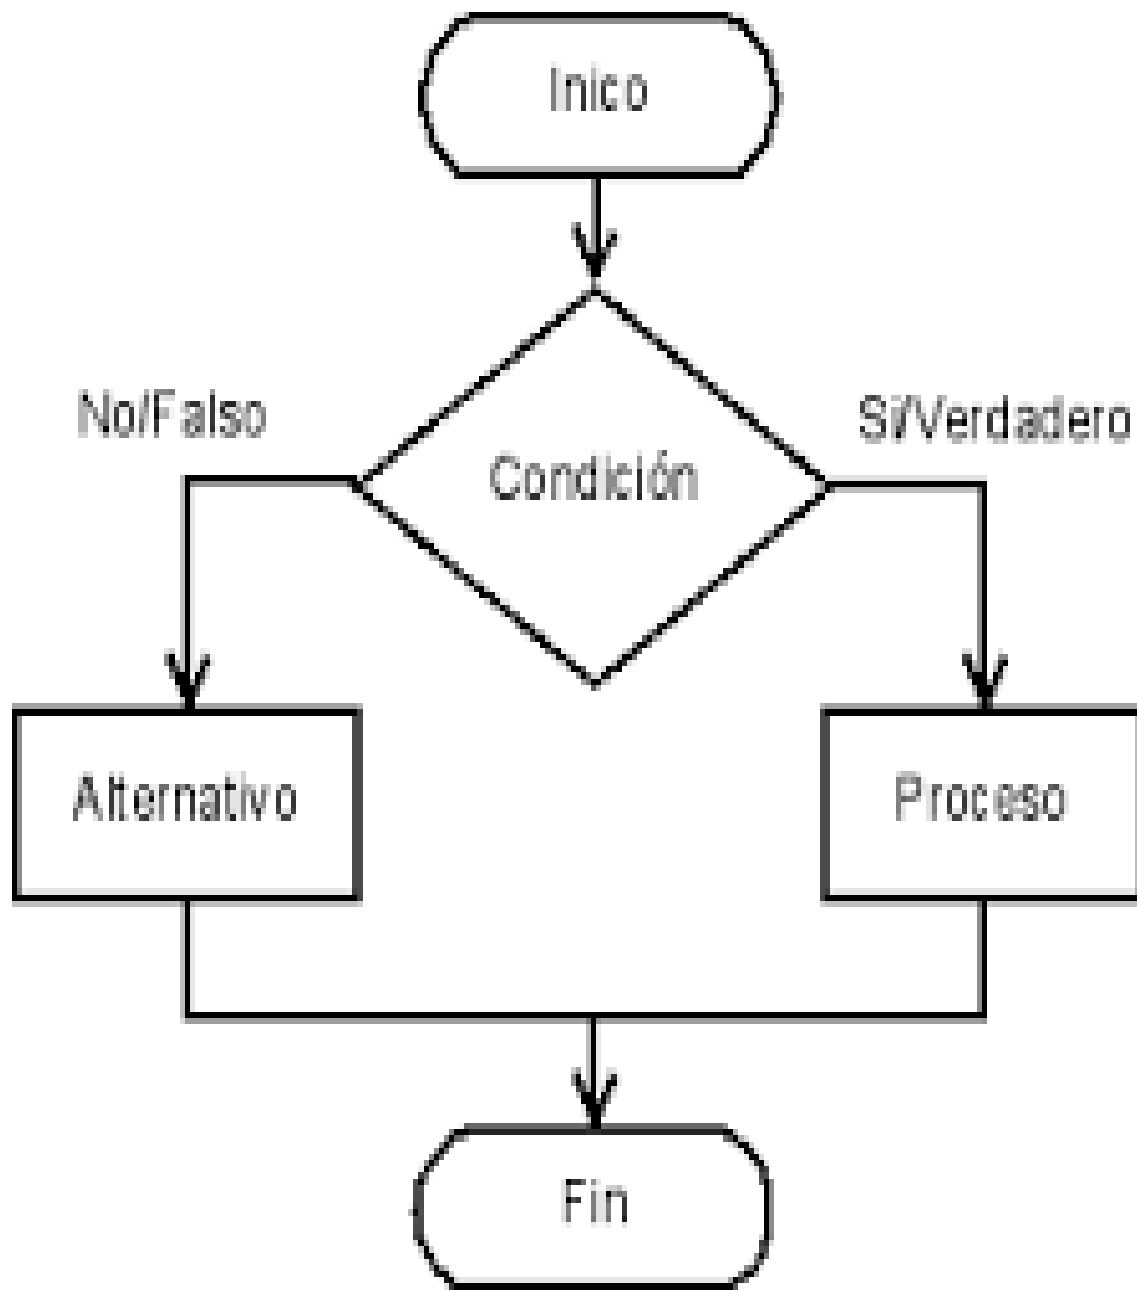 Inico
No/Falso
Si/Verdadero
Condición
Alternativo
Proceso
Fin